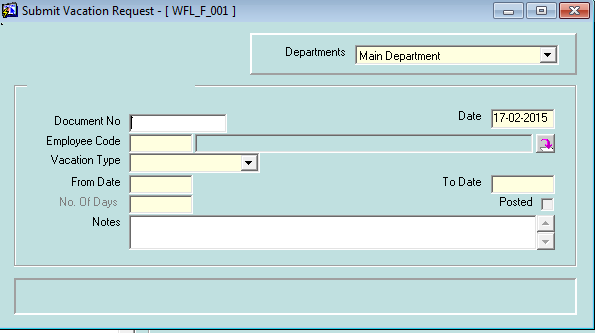 Submit Vacation Request - [ WFL_F_001 ]
Departments Main Department
Document No Date 17-02-2015
Employee Code
Vacation Type
From Date To Date
No. Of Days Posted
Notes